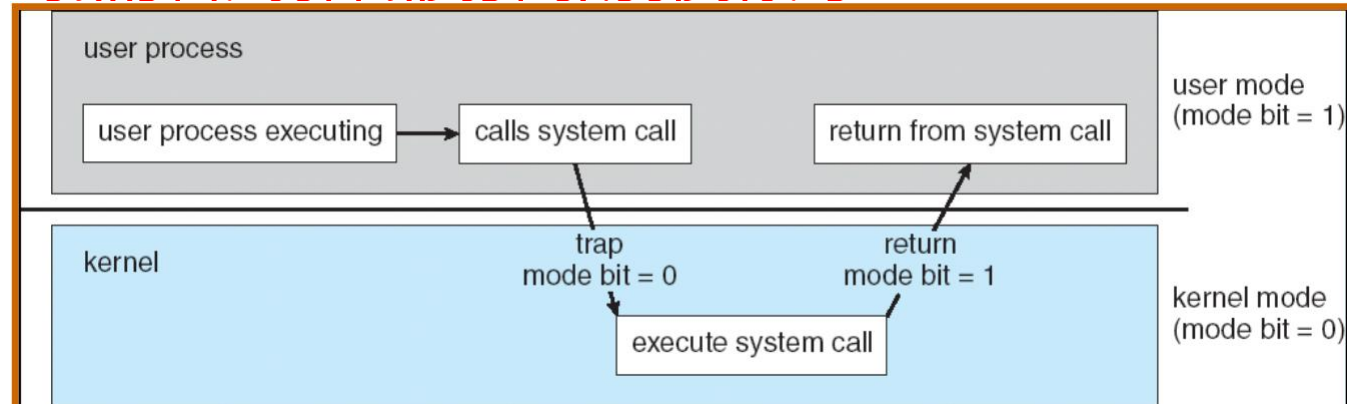 user process
user process executing
calls system call
return from system call
user mode
(mode bit = 1)
trap
mode bit = 0
return
mode bit = 1
kernel
execute system call
kernel mode
(mode bit = 0)